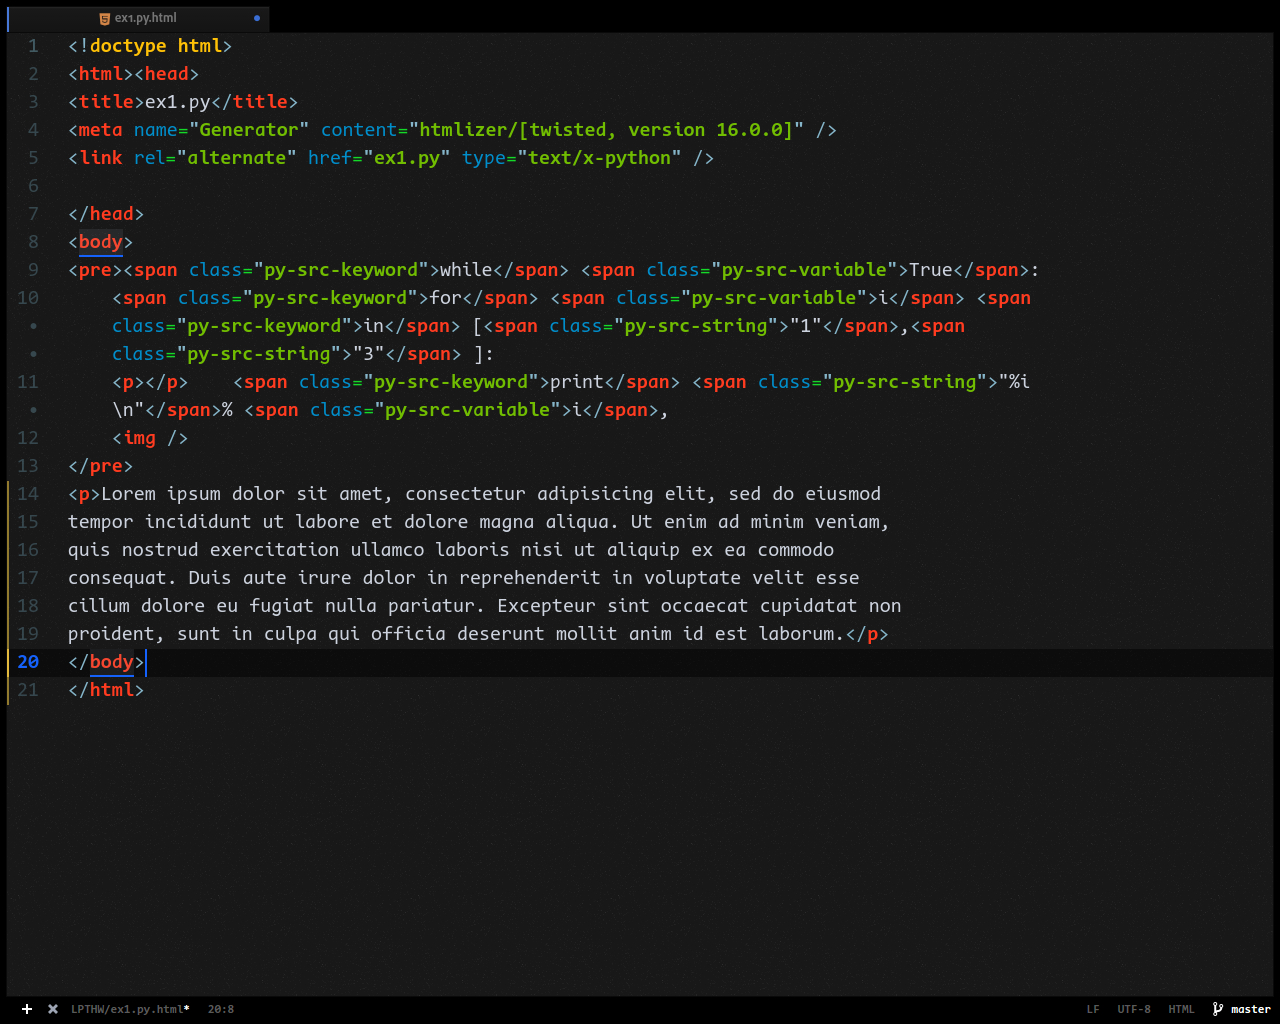 ex1.py.html
1 <!doctype html>
2 <html><head>
3 <title>ex1.py</title>
4 <meta name="Generator" content="htmlizer/[twisted, version 16.0.0]" />
5 <link rel="alternate" href="ex1.py" type="text/x-python" />
6
7 </head>
8 <body>
9 <pre><span class="py-src-keyword">while</span> <span class="py-src-variable">True</span>:
10 <span class="py-src-keyword">for</span> <span class="py-src-variable">i</span> <span
• class="py-src-keyword">in</span> [<span class="py-src-string">"1"</span>,<span
• class="py-src-string">"3"</span> ]:
11 <p></p>    <span class="py-src-keyword">print</span> <span class="py-src-string">"%i
• \n"</span>% <span class="py-src-variable">i</span>,
12 <img />
13 </pre>
14 <p>Lorem ipsum dolor sit amet, consectetur adipisicing elit, sed do eiusmod
15 tempor incididunt ut labore et dolore magna aliqua. Ut enim ad minim veniam,
16 quis nostrud exercitation ullamco laboris nisi ut aliquip ex ea commodo
17 consequat. Duis aute irure dolor in reprehenderit in voluptate velit esse
18 cillum dolore eu fugiat nulla pariatur. Excepteur sint occaecat cupidatat non
19 proident, sunt in culpa qui officia deserunt mollit anim id est laborum.</p>
20 </body>
21 </html>
LPTHW/ex1.py.html* 20:8 LF UTF-8 HTML master